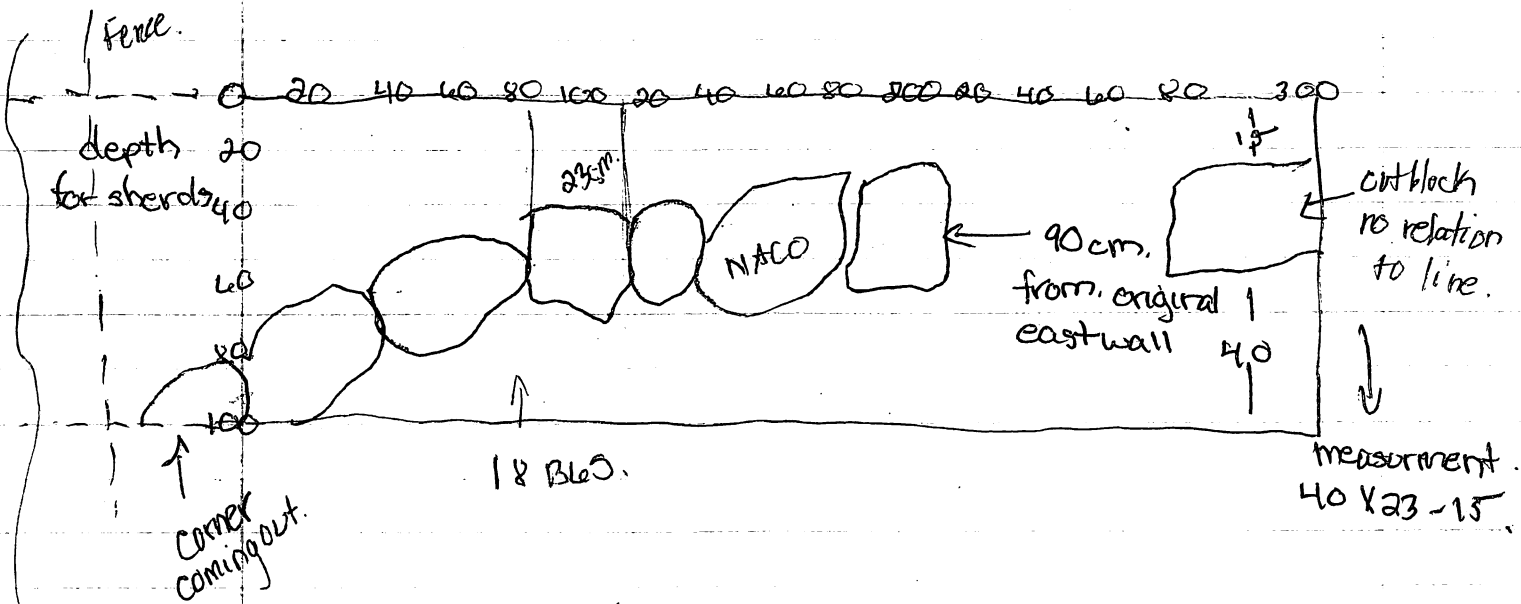 Fence.
0 20 40 60 80 100 20 40 60 80 200 20 40 60 80 300
depth 20
for sherds 40
60
80
100
23cm.
15
NACO
90cm.
from. original
eastwall
cutblock
no relation
to line.
40
18 BLS.
measurment.
40 X 23 - 15.
corner
coming out.